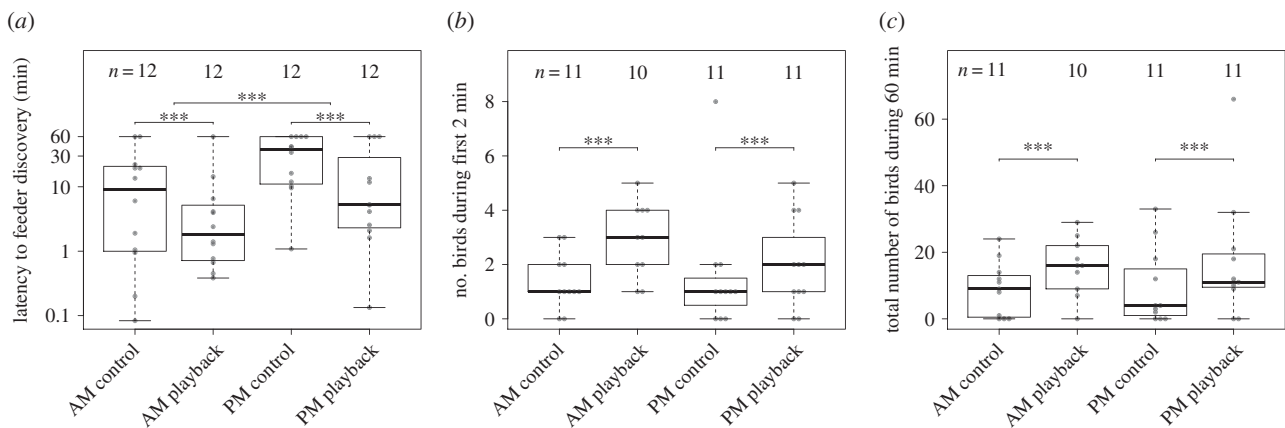 (a)
latency to feeder discovery (min)
n = 12 12 12 12
***
*** ***
60
30
10
1
0.1
AM control
AM playback
PM control
PM playback
(b)
no. birds during first 2 min
n = 11 10 11 11
*** ***
8
6
4
2
0
AM control
AM playback
PM control
PM playback
(c)
total number of birds during 60 min
n = 11 10 11 11
*** ***
60
40
20
0
AM control
AM playback
PM control
PM playback